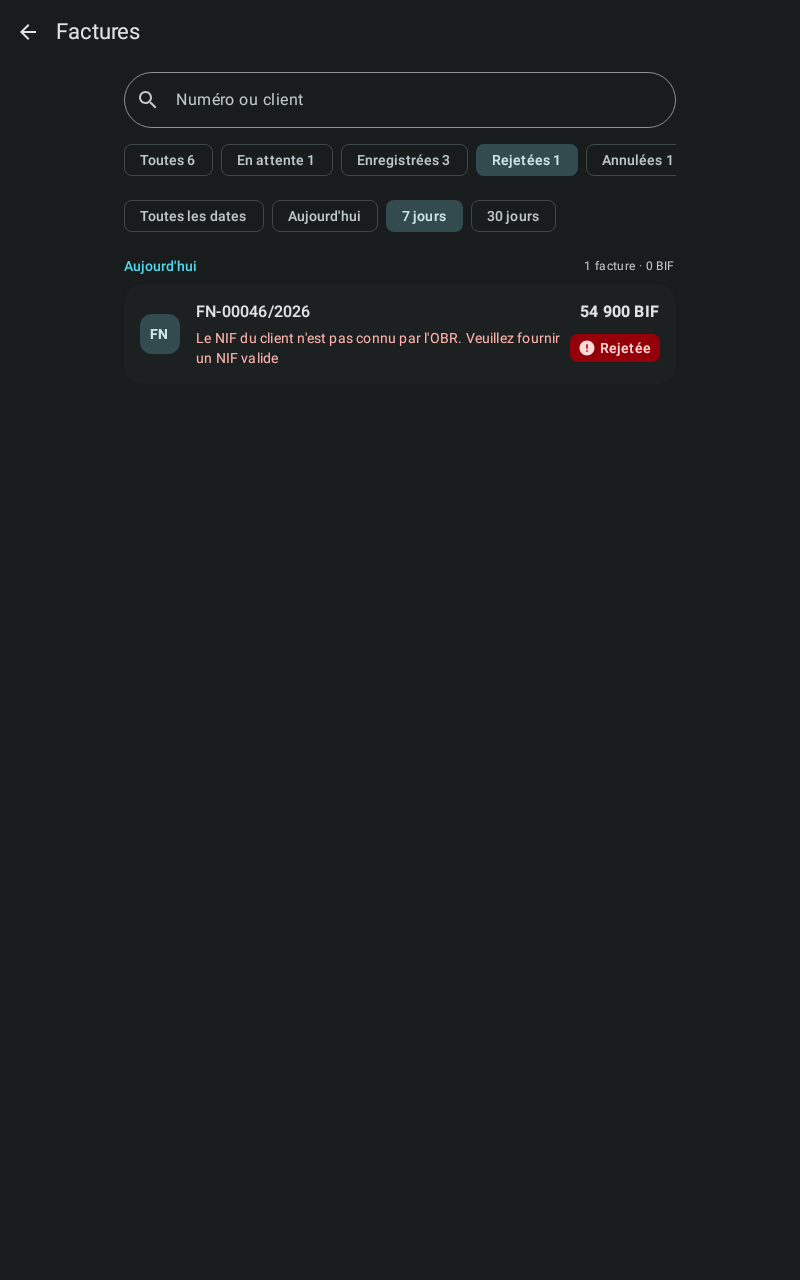 Factures
Numéro ou client
Toutes 6
En attente 1
Enregistrées 3
Rejetées 1
Annulées 1
Toutes les dates
Aujourd'hui
7 jours
30 jours
Aujourd'hui
1 facture · 0 BIF
FN
FN-00046/2026
54 900 BIF
Le NIF du client n'est pas connu par l'OBR. Veuillez fournir
un NIF valide
Rejetée